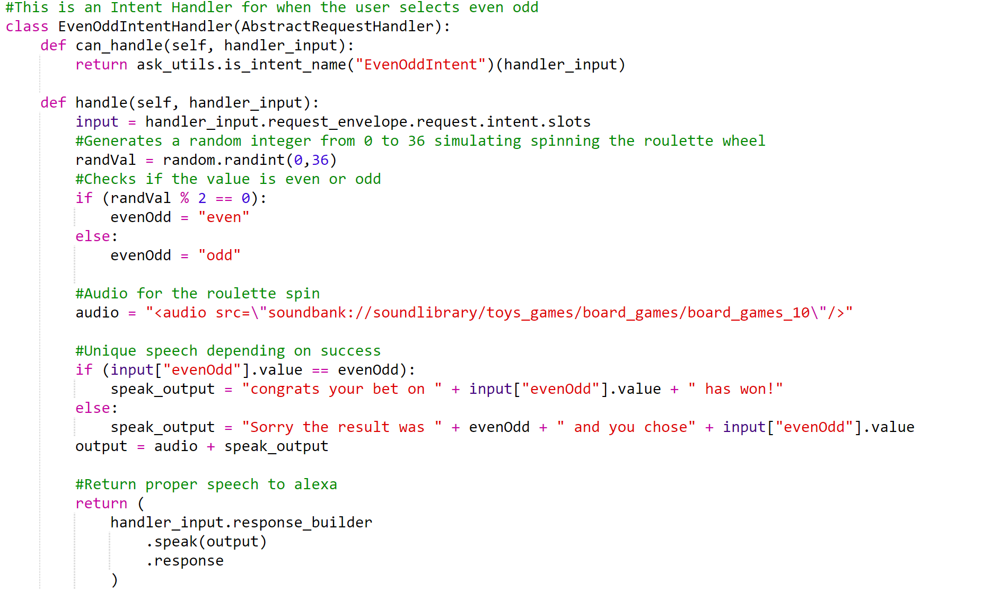 #This is an Intent Handler for when the user selects even odd
class EvenOddIntentHandler(AbstractRequestHandler):
    def can_handle(self, handler_input):
        return ask_utils.is_intent_name("EvenOddIntent")(handler_input)

    def handle(self, handler_input):
        input = handler_input.request_envelope.request.intent.slots
        #Generates a random integer from 0 to 36 simulating spinning the roulette wheel
        randVal = random.randint(0,36)
        #Checks if the value is even or odd
        if (randVal % 2 == 0):
            evenOdd = "even"
        else:
            evenOdd = "odd"

        #Audio for the roulette spin
        audio = "<audio src=\"soundbank://soundlibrary/toys_games/board_games/board_games_10\"/>"

        #Unique speech depending on success
        if (input["evenOdd"].value == evenOdd):
            speak_output = "congrats your bet on " + input["evenOdd"].value + " has won!"
        else:
            speak_output = "Sorry the result was " + evenOdd + " and you chose" + input["evenOdd"].value
        output = audio + speak_output

        #Return proper speech to alexa
        return (
            handler_input.response_builder
                .speak(output)
                .response
            )